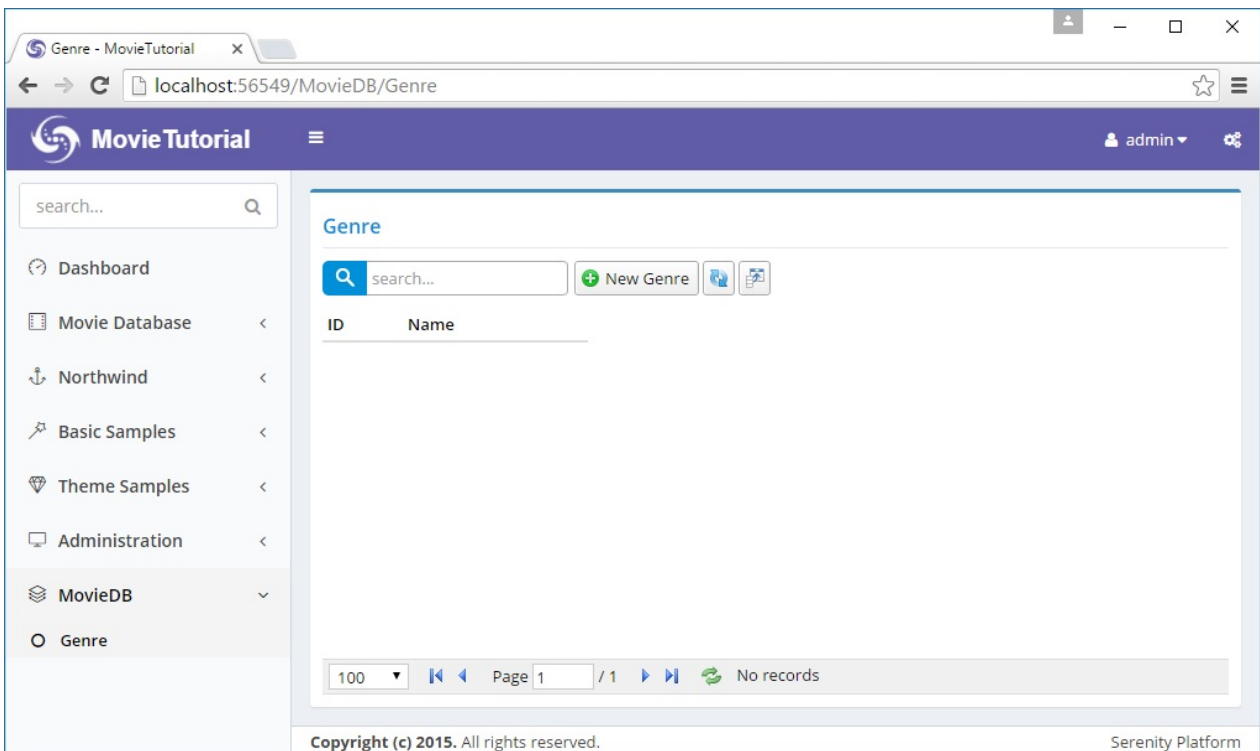 Genre - MovieTutorial
localhost:56549/MovieDB/Genre
MovieTutorial
admin
search...
Dashboard
Movie Database
Northwind
Basic Samples
Theme Samples
Administration
MovieDB
Genre
Genre
search...
New Genre
ID Name
100 Page 1 / 1 No records
Copyright (c) 2015. All rights reserved. Serenity Platform